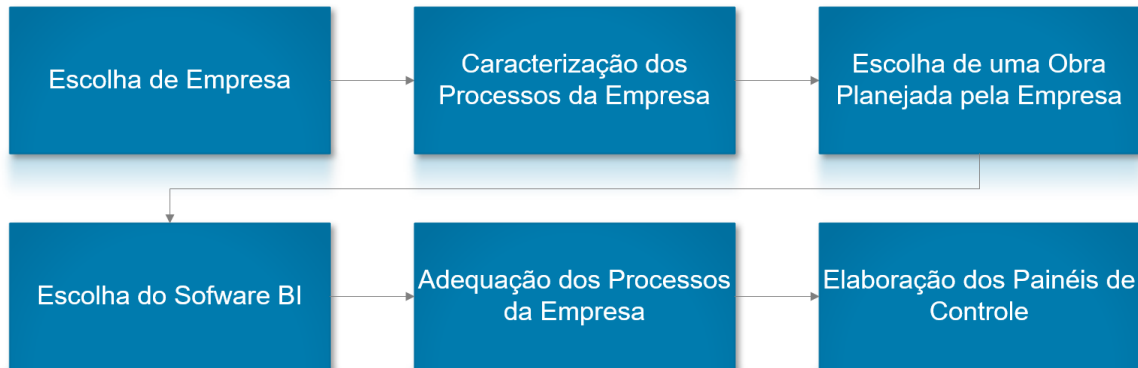 Escolha de Empresa
Caracterização dos
Processos da Empresa
Escolha de uma Obra
Planejada pela Empresa
Escolha do Sofware BI
Adequação dos Processos
da Empresa
Elaboração dos Painéis de
Controle